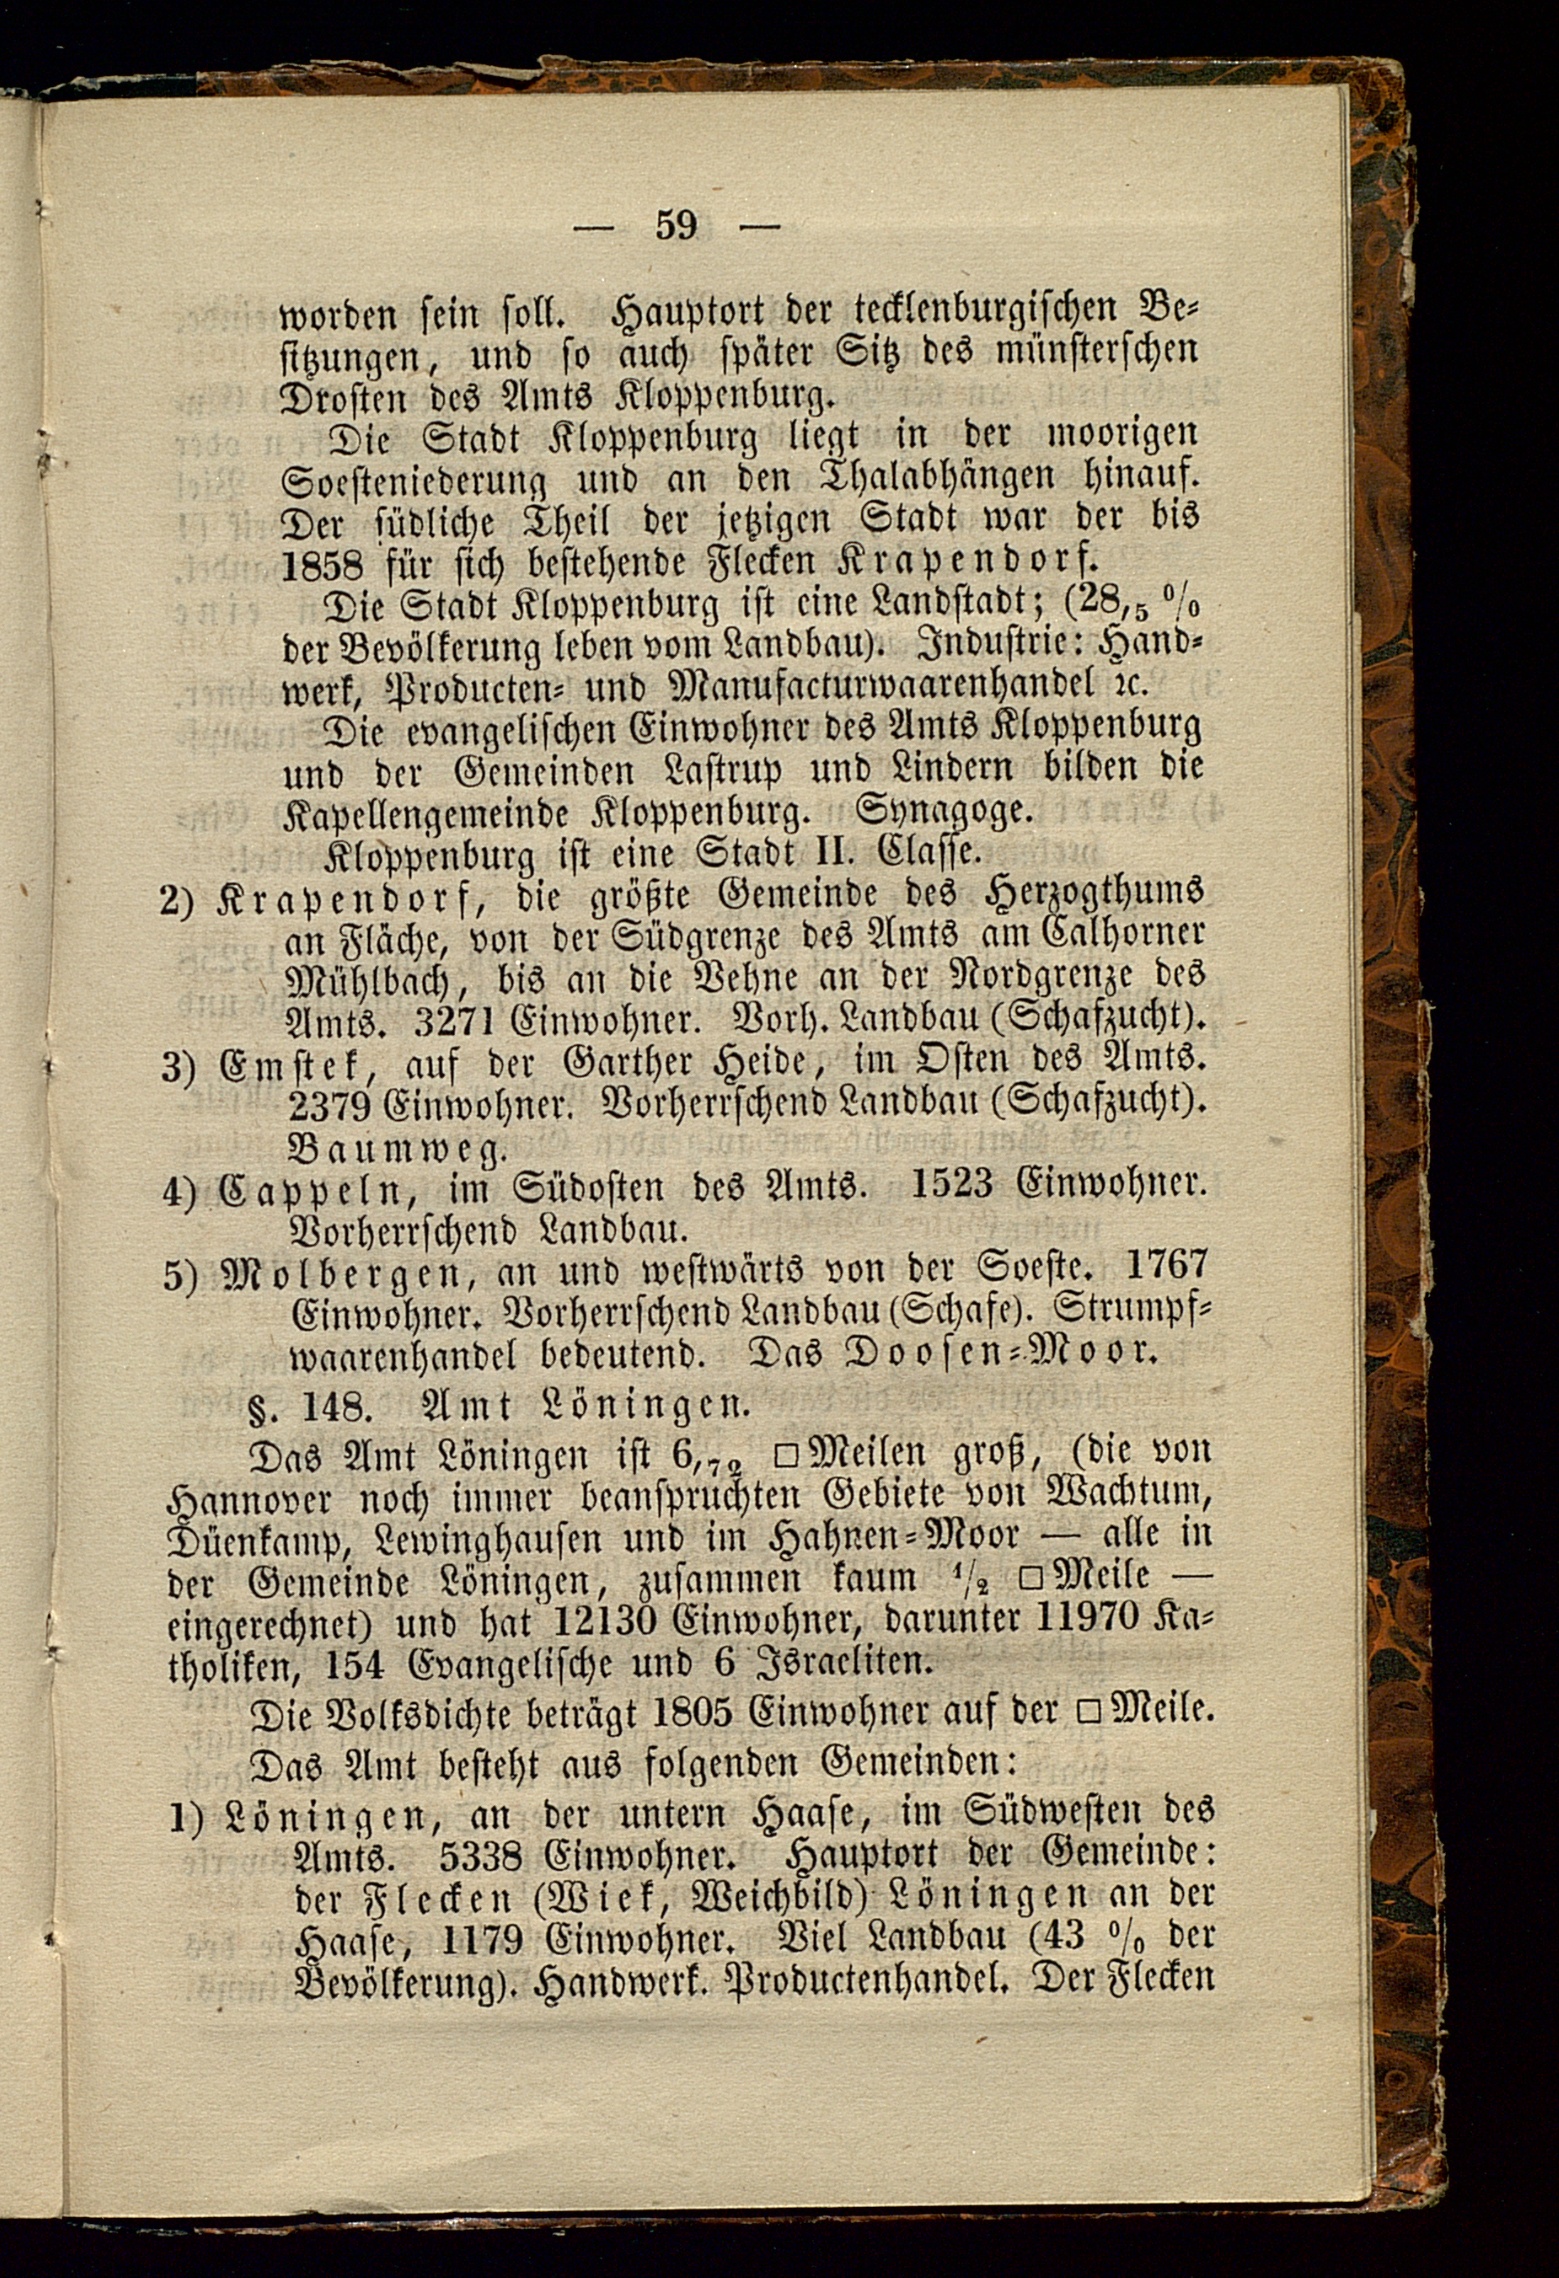 — 59 —
worden sein soll. Hauptort der tecklenburgischen Be-
sitzungen, und so auch später Sitz des münsterschen
Drosten des Amts Kloppenburg.
Die Stadt Kloppenburg liegt in der moorigen
Soesteniederung und an den Thalabhängen hinauf.
Der südliche Theil der jetzigen Stadt war der bis
1858 für sich bestehende Flecken Krapendorf.
Die Stadt Kloppenburg ist eine Landstadt; (28,₅ %
der Bevölkerung leben vom Landbau). Industrie: Hand-
werk, Producten- und Manufacturwaarenhandel ꝛc.
Die evangelischen Einwohner des Amts Kloppenburg
und der Gemeinden Lastrup und Lindern bilden die
Kapellengemeinde Kloppenburg. Synagoge.
Kloppenburg ist eine Stadt II. Classe.
2) Krapendorf, die größte Gemeinde des Herzogthums
an Fläche, von der Südgrenze des Amts am Calhorner
Mühlbach, bis an die Vehne an der Nordgrenze des
Amts. 3271 Einwohner. Vorh. Landbau (Schafzucht).
3) Emstek, auf der Garther Heide, im Osten des Amts.
2379 Einwohner. Vorherrschend Landbau (Schafzucht).
Baumweg.
4) Cappeln, im Südosten des Amts. 1523 Einwohner.
Vorherrschend Landbau.
5) Molbergen, an und westwärts von der Soeste. 1767
Einwohner. Vorherrschend Landbau (Schafe). Strumpf-
waarenhandel bedeutend. Das Doosen-Moor.
§. 148. Amt Löningen.
Das Amt Löningen ist 6,₇₂ □Meilen groß, (die von
Hannover noch immer beanspruchten Gebiete von Wachtum,
Düenkamp, Lewinghausen und im Hahnen-Moor — alle in
der Gemeinde Löningen, zusammen kaum ½ □Meile —
eingerechnet) und hat 12130 Einwohner, darunter 11970 Ka-
tholiken, 154 Evangelische und 6 Israeliten.
Die Volksdichte beträgt 1805 Einwohner auf der □Meile.
Das Amt besteht aus folgenden Gemeinden:
1) Löningen, an der untern Haase, im Südwesten des
Amts. 5338 Einwohner. Hauptort der Gemeinde:
der Flecken (Wiek, Weichbild) Löningen an der
Haase, 1179 Einwohner. Viel Landbau (43 % der
Bevölkerung). Handwerk. Productenhandel. Der Flecken